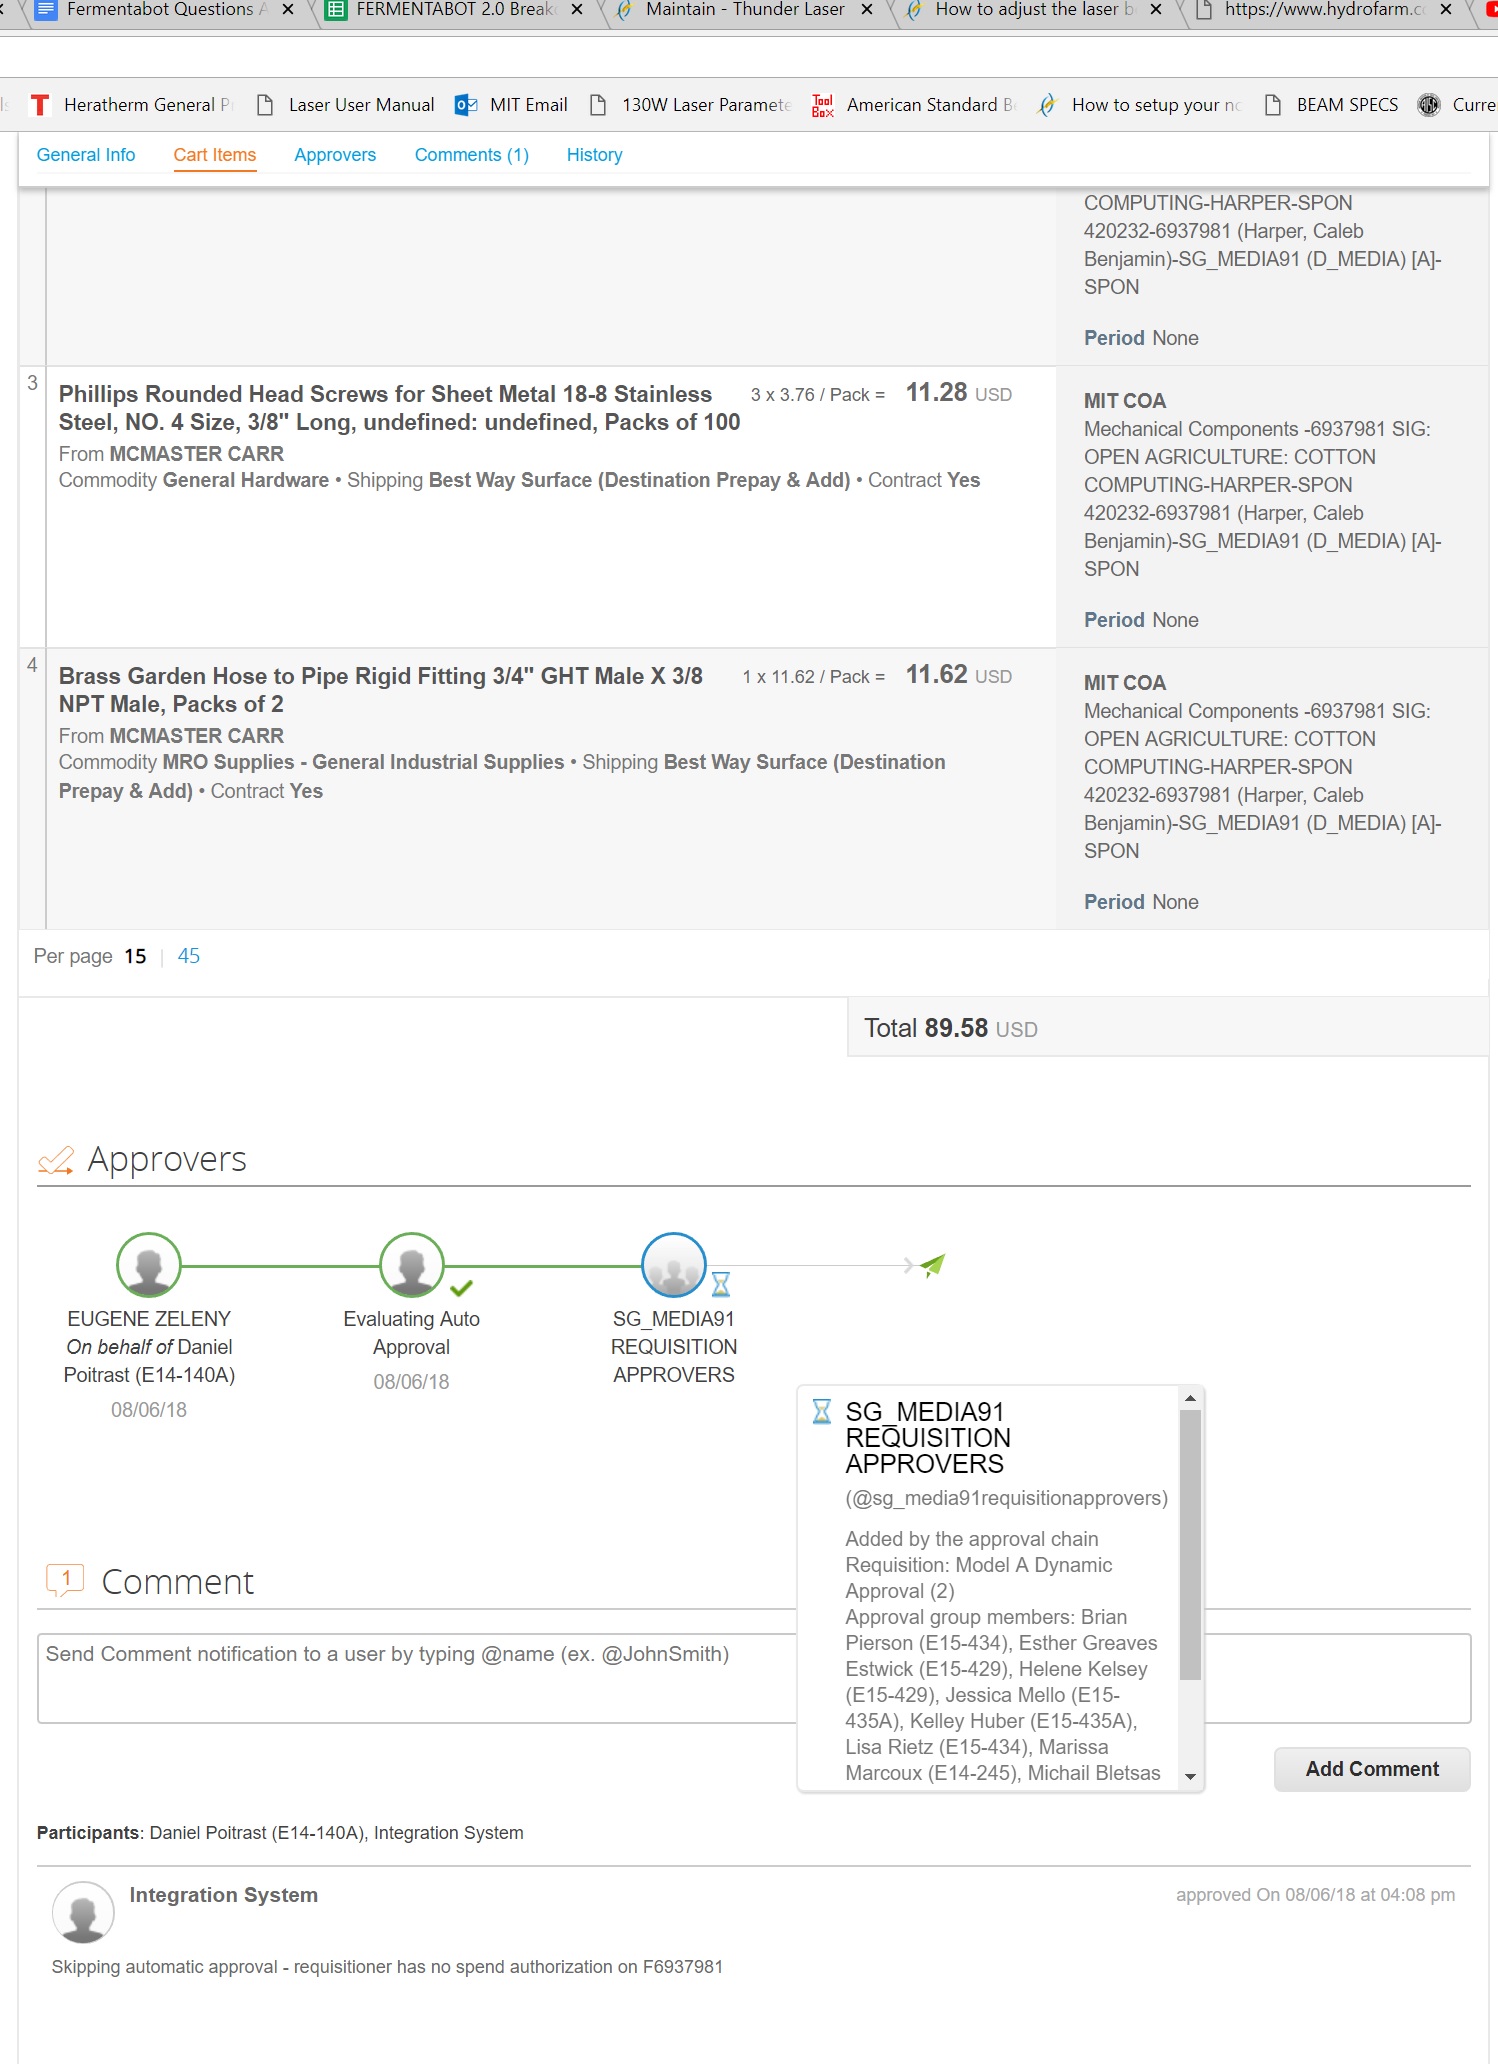 Fermentabot Questions A
FERMENTABOT 2.0 Break
Maintain - Thunder Laser
How to adjust the laser b
https://www.hydrofarm.c
Heratherm General P
Laser User Manual
MIT Email
130W Laser Paramete
Tool Box
American Standard B
How to setup your n
BEAM SPECS
Curre
General Info
Cart Items
Approvers
Comments (1)
History
COMPUTING-HARPER-SPON
420232-6937981 (Harper, Caleb
Benjamin)-SG_MEDIA91 (D_MEDIA) [A]-
SPON
Period None
3
Phillips Rounded Head Screws for Sheet Metal 18-8 Stainless
Steel, NO. 4 Size, 3/8" Long, undefined: undefined, Packs of 100
3 x 3.76 / Pack = 11.28 USD
From MCMASTER CARR
Commodity General Hardware • Shipping Best Way Surface (Destination Prepay & Add) • Contract Yes
MIT COA
Mechanical Components -6937981 SIG:
OPEN AGRICULTURE: COTTON
COMPUTING-HARPER-SPON
420232-6937981 (Harper, Caleb
Benjamin)-SG_MEDIA91 (D_MEDIA) [A]-
SPON
Period None
4
Brass Garden Hose to Pipe Rigid Fitting 3/4" GHT Male X 3/8
NPT Male, Packs of 2
1 x 11.62 / Pack = 11.62 USD
From MCMASTER CARR
Commodity MRO Supplies - General Industrial Supplies • Shipping Best Way Surface (Destination
Prepay & Add) • Contract Yes
MIT COA
Mechanical Components -6937981 SIG:
OPEN AGRICULTURE: COTTON
COMPUTING-HARPER-SPON
420232-6937981 (Harper, Caleb
Benjamin)-SG_MEDIA91 (D_MEDIA) [A]-
SPON
Period None
Per page 15 | 45
Total 89.58 USD
Approvers
EUGENE ZELENY
On behalf of Daniel
Poitrast (E14-140A)
08/06/18
Evaluating Auto
Approval
08/06/18
SG_MEDIA91
REQUISITION
APPROVERS
SG_MEDIA91
REQUISITION
APPROVERS
(@sg_media91requisitionapprovers)
Added by the approval chain
Requisition: Model A Dynamic
Approval (2)
Approval group members: Brian
Pierson (E15-434), Esther Greaves
Estwick (E15-429), Helene Kelsey
(E15-429), Jessica Mello (E15-
435A), Kelley Huber (E15-435A),
Lisa Rietz (E15-434), Marissa
Marcoux (E14-245), Michail Bletsas
1 Comment
Send Comment notification to a user by typing @name (ex. @JohnSmith)
Add Comment
Participants: Daniel Poitrast (E14-140A), Integration System
Integration System
approved On 08/06/18 at 04:08 pm
Skipping automatic approval - requisitioner has no spend authorization on F6937981